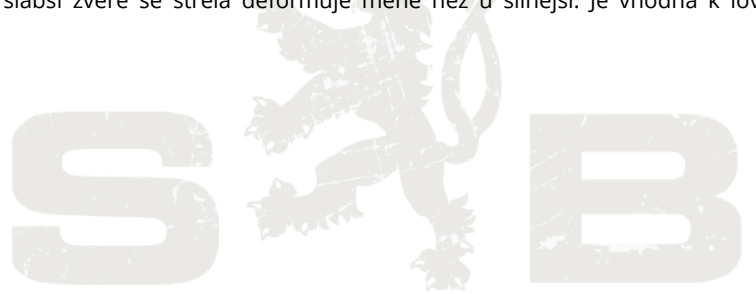 slabší zvěře se střela deformuje méně než u silnější. Je vhodná k lov
S B